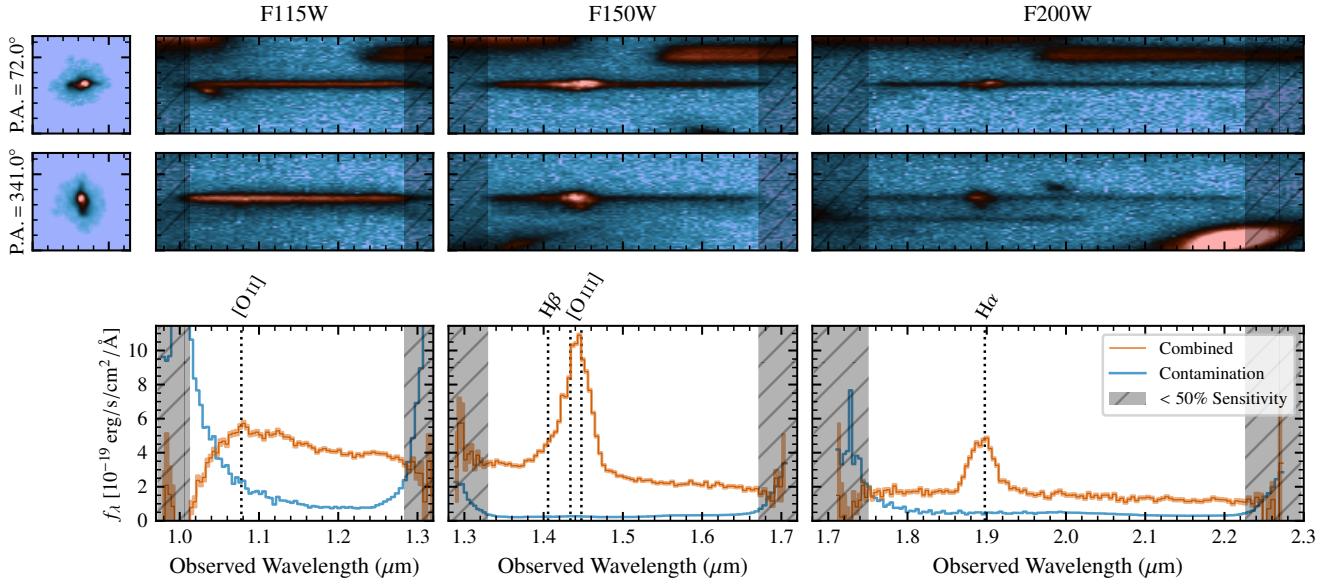 F115W F150W F200W
P.A. = 72.0°
P.A. = 341.0°
[O II] Hβ [O III] Hα
f_λ [10⁻¹⁹ erg/s/cm²/Å]
10
8
6
4
2
0
Combined
Contamination
< 50% Sensitivity
1.0 1.1 1.2 1.3 1.3 1.4 1.5 1.6 1.7 1.7 1.8 1.9 2.0 2.1 2.2 2.3
Observed Wavelength (μm) Observed Wavelength (μm) Observed Wavelength (μm)